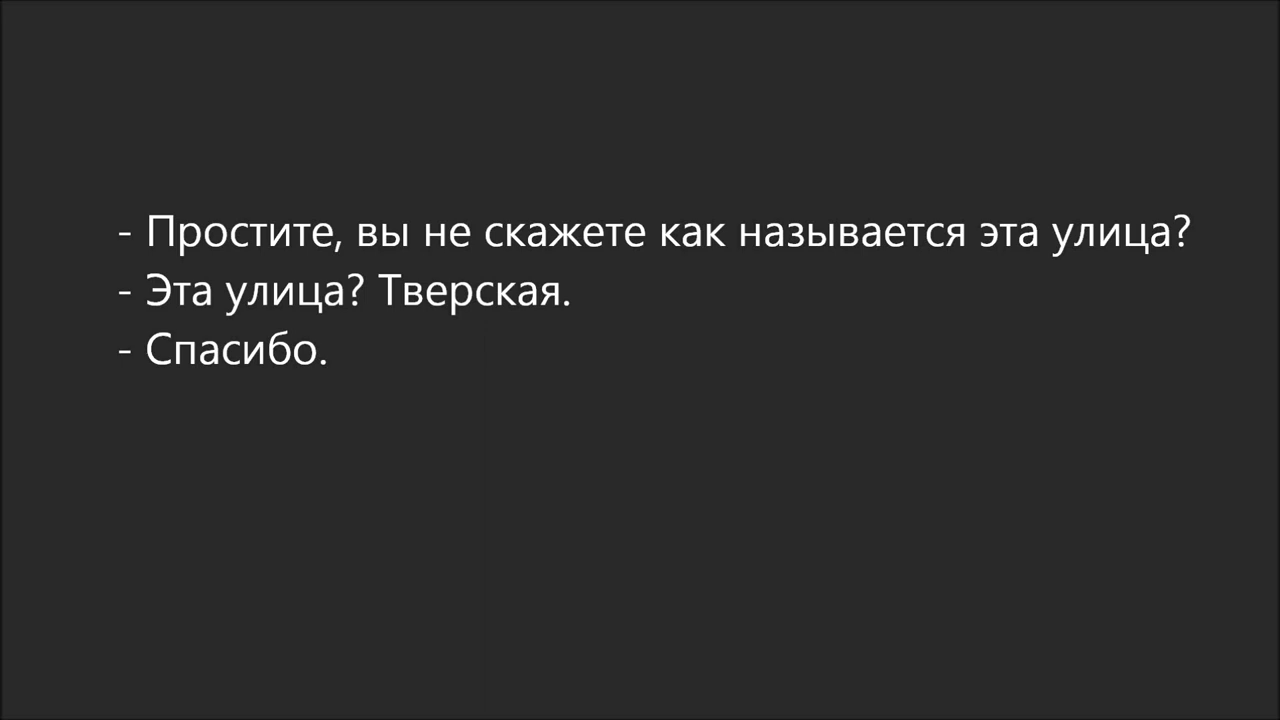 - Простите, вы не скажете как называется эта улица?
- Эта улица? Тверская.
- Спасибо.